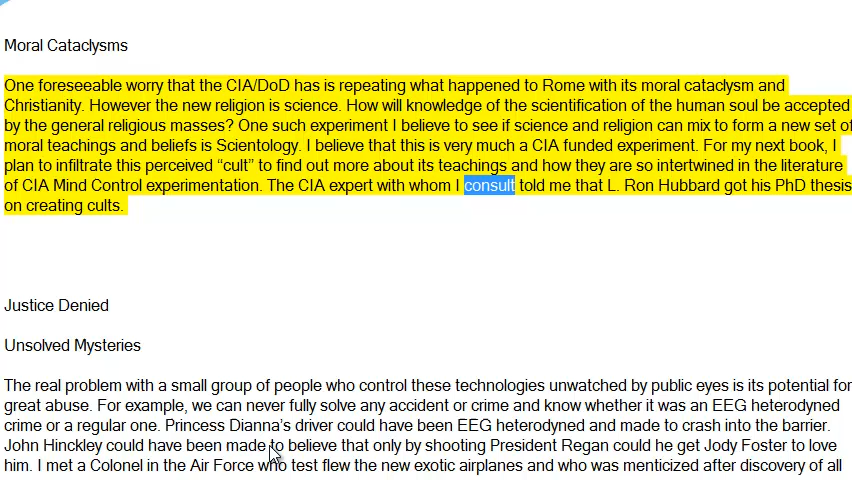 Moral Cataclysms
One foreseeable worry that the CIA/DoD has is repeating what happened to Rome with its moral cataclysm and
Christianity. However the new religion is science. How will knowledge of the scientification of the human soul be accepted
by the general religious masses? One such experiment I believe to see if science and religion can mix to form a new set of
moral teachings and beliefs is Scientology. I believe that this is very much a CIA funded experiment. For my next book, I
plan to infiltrate this perceived “cult” to find out more about its teachings and how they are so intertwined in the literature
of CIA Mind Control experimentation. The CIA expert with whom I consult told me that L. Ron Hubbard got his PhD thesis
on creating cults.
Justice Denied
Unsolved Mysteries
The real problem with a small group of people who control these technologies unwatched by public eyes is its potential for
great abuse. For example, we can never fully solve any accident or crime and know whether it was an EEG heterodyned
crime or a regular one. Princess Dianna’s driver could have been EEG heterodyned and made to crash into the barrier.
John Hinckley could have been made to believe that only by shooting President Regan could he get Jody Foster to love
him. I met a Colonel in the Air Force who test flew the new exotic airplanes and who was menticized after discovery of all